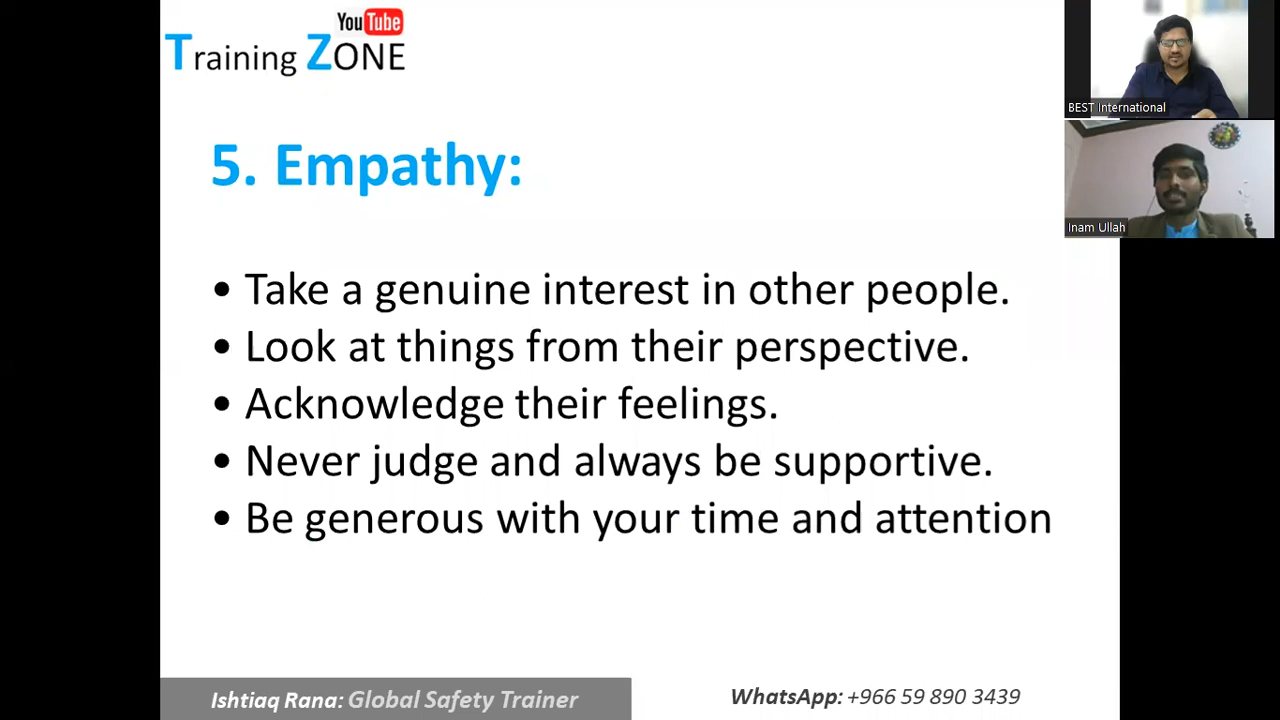 YouTube
Training ZONE
BEST International
Inam Ullah
5. Empathy:
• Take a genuine interest in other people.
• Look at things from their perspective.
• Acknowledge their feelings.
• Never judge and always be supportive.
• Be generous with your time and attention
Ishtiaq Rana: Global Safety Trainer
WhatsApp: +966 59 890 3439